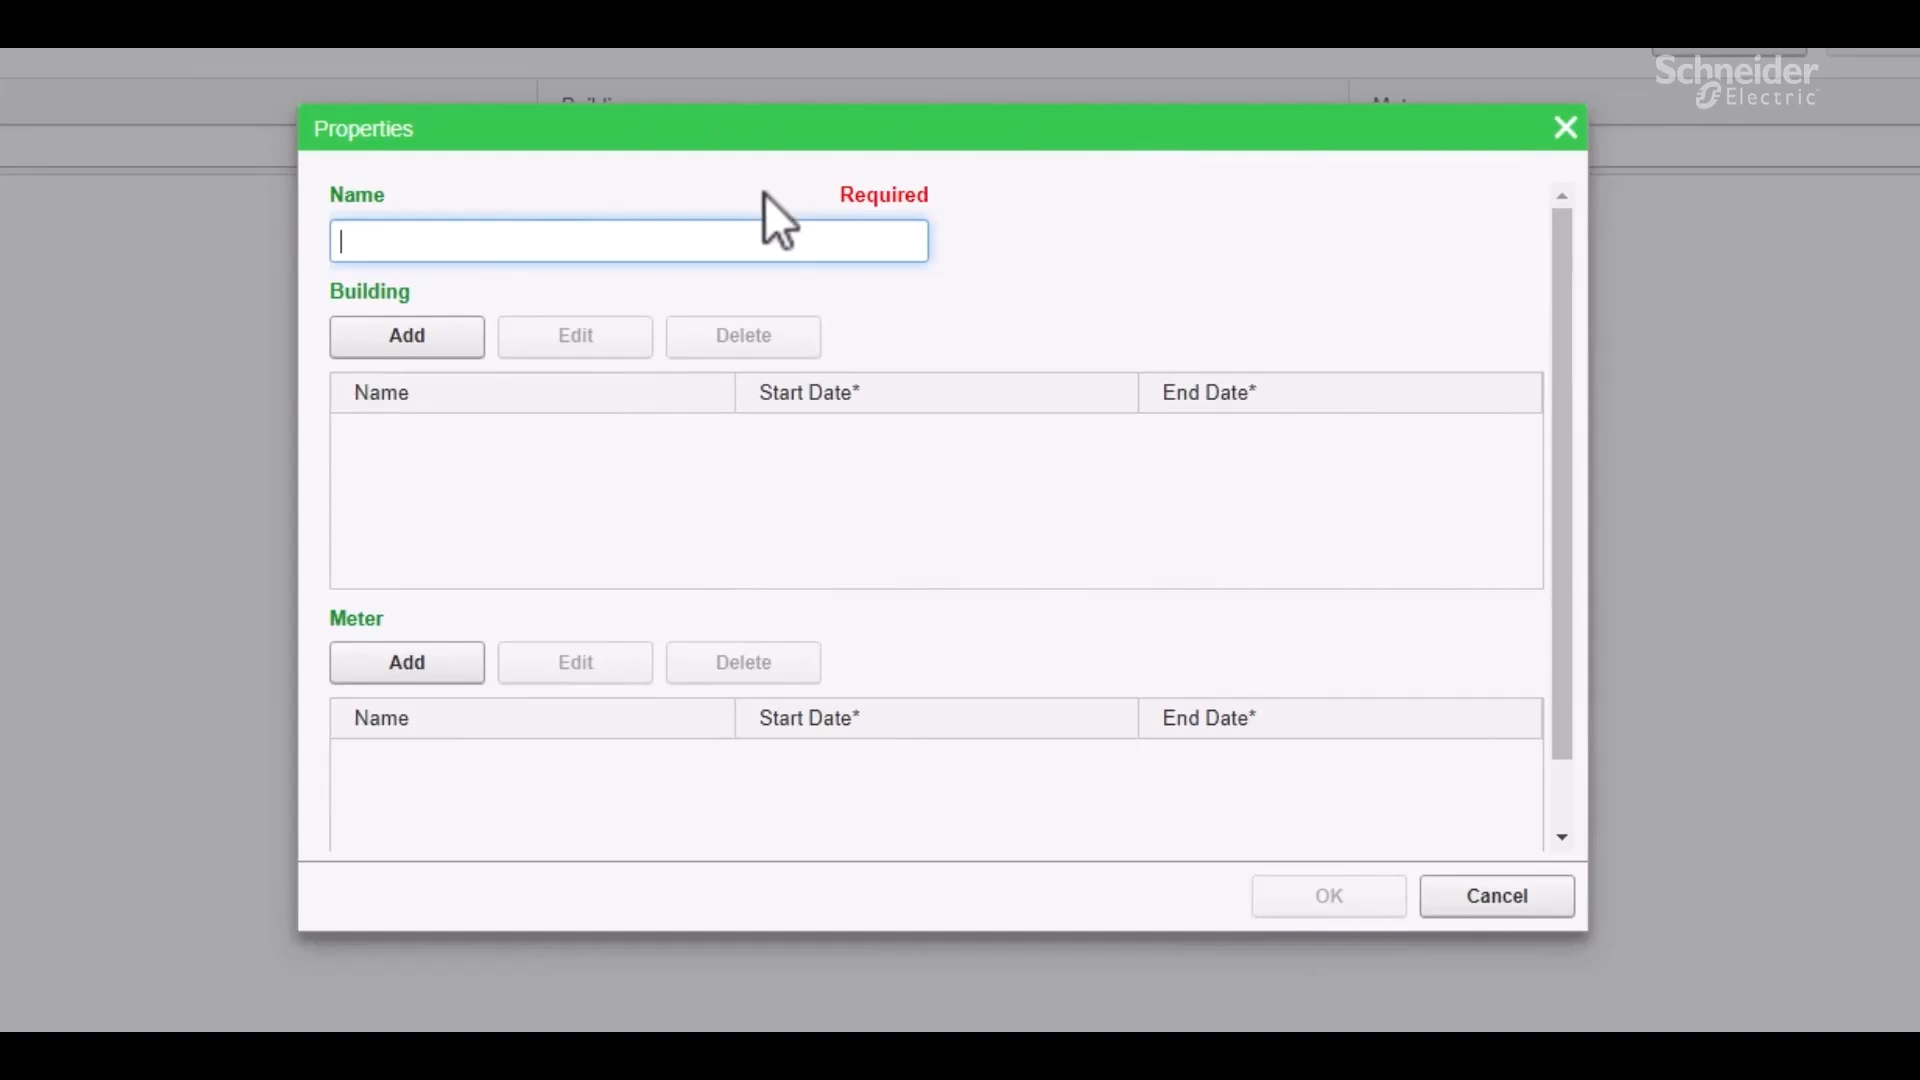 Schneider
Electric
Properties
Name Required
Building
Add Edit Delete
Name Start Date* End Date*
Meter
Add Edit Delete
Name Start Date* End Date*
OK Cancel